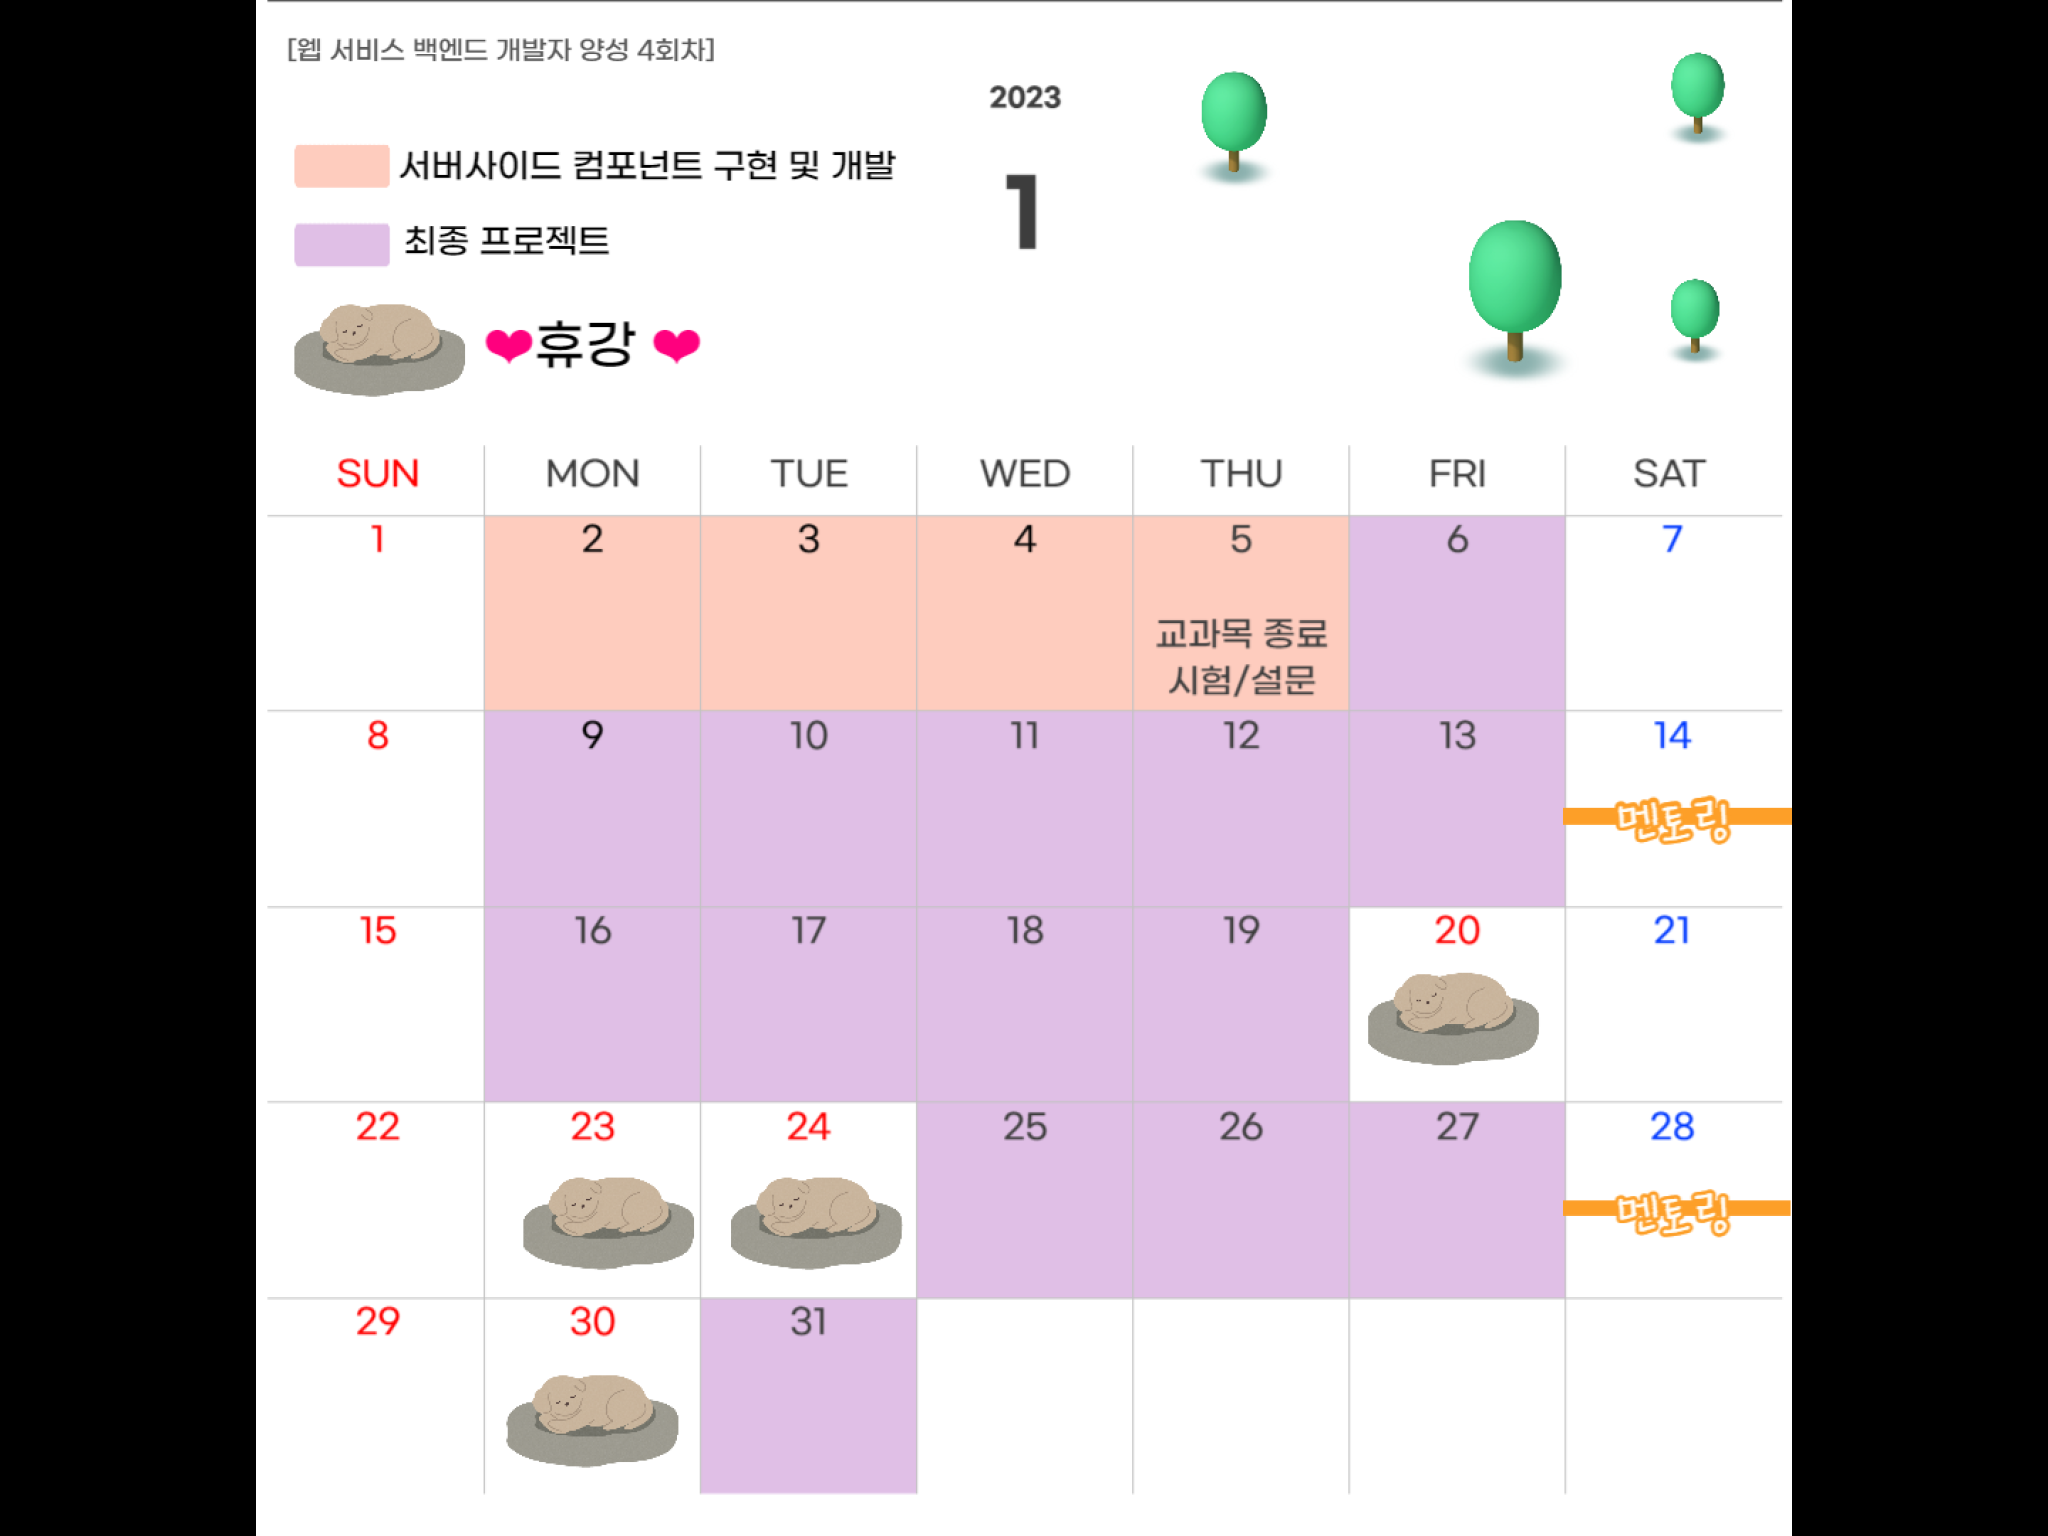 [웹 서비스 백엔드 개발자 양성 4회차]
2023
1
서버사이드 컴포넌트 구현 및 개발
최종 프로젝트
❤휴강 ❤
SUN MON TUE WED THU FRI SAT
1 2 3 4 5 6 7
교과목 종료
시험/설문
8 9 10 11 12 13 14
멘토링
15 16 17 18 19 20 21
22 23 24 25 26 27 28
멘토링
29 30 31